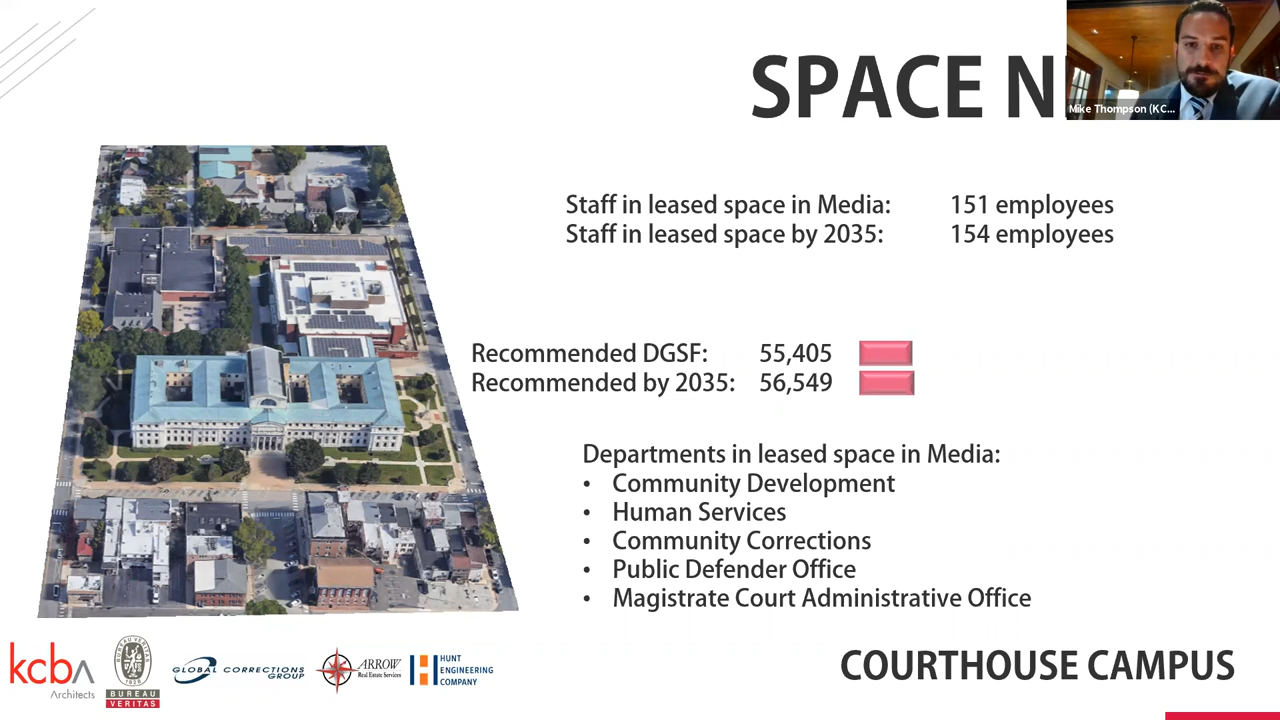 SPACE N
Mike Thompson (KC...
Staff in leased space in Media: 151 employees
Staff in leased space by 2035: 154 employees
Recommended DGSF: 55,405
Recommended by 2035: 56,549
Departments in leased space in Media:
• Community Development
• Human Services
• Community Corrections
• Public Defender Office
• Magistrate Court Administrative Office
kcba
Architects
BUREAU VERITAS
1828
BUREAU
VERITAS
GLOBAL CORRECTIONS
GROUP
ARROW
Real Estate Services
HUNT
ENGINEERING
COMPANY
COURTHOUSE CAMPUS